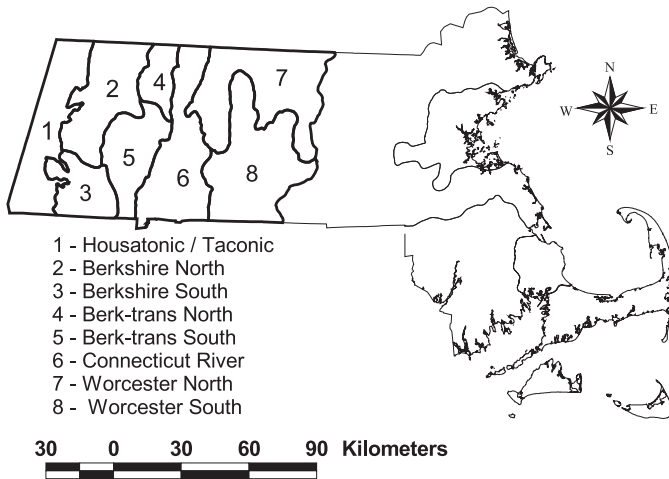 N
W E
S
1
2
3
4
5
6
7
8
1 - Housatonic / Taconic
2 - Berkshire North
3 - Berkshire South
4 - Berk-trans North
5 - Berk-trans South
6 - Connecticut River
7 - Worcester North
8 - Worcester South
30 0 30 60 90 Kilometers